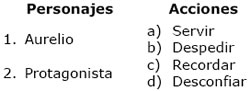 Personajes Acciones
a) Servir
1. Aurelio
b) Despedir
c) Recordar
2. Protagonista
d) Desconfiar